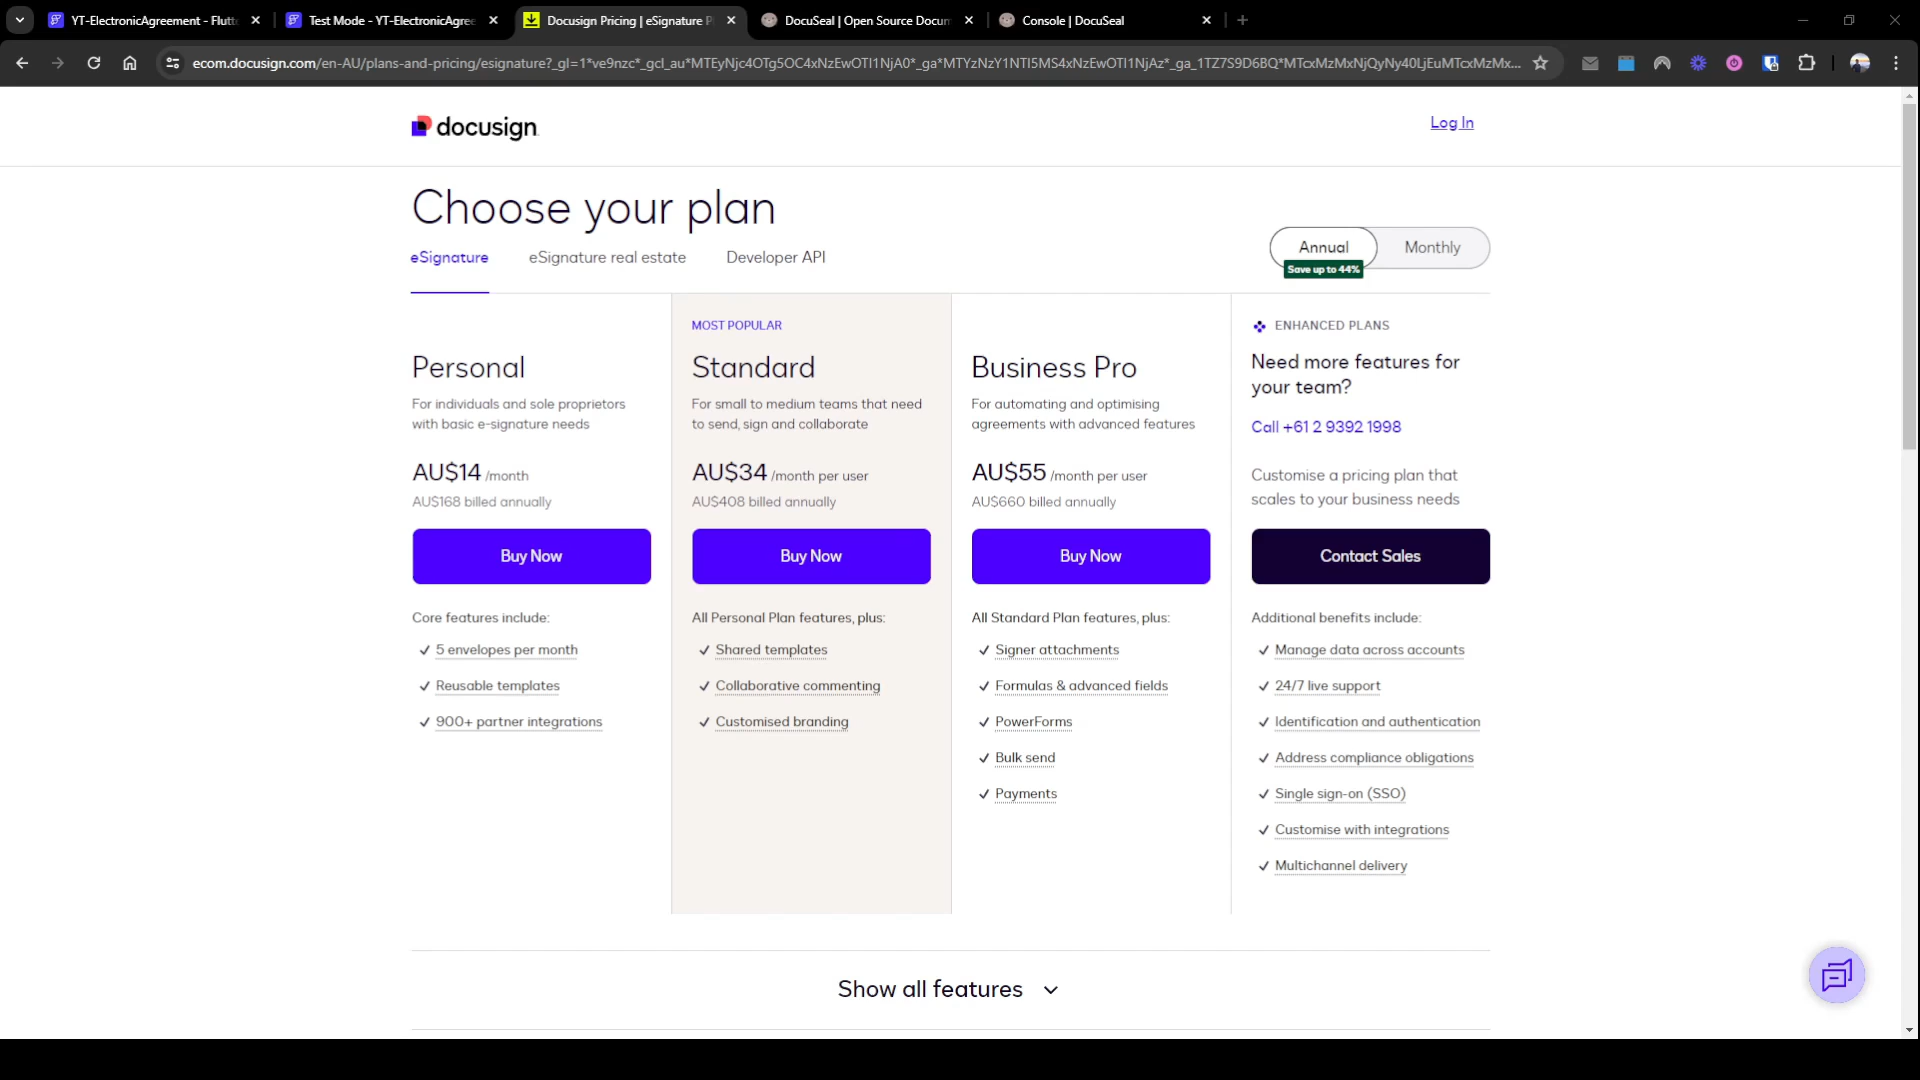 YT-ElectronicAgreement - Flutt
Test Mode - YT-ElectronicAgree
Docusign Pricing | eSignature P
DocuSeal | Open Source Docum
Console | DocuSeal
ecom.docusign.com/en-AU/plans-and-pricing/esignature?_gl=1*ve9nzc*_gcl_au*MTEyNjc4OTg5OC4xNzEwOTI1NjA0*_ga*MTYzNzY1NTI5MS4xNzEwOTI1NjAz*_ga_1TZ7S9D6BQ*MTcxMzMxNjQyNy40LjEuMTcxMzMx...
docusign
Log In
Choose your plan
eSignature
eSignature real estate
Developer API
Annual
Monthly
Save up to 44%
Personal
For individuals and sole proprietors
with basic e-signature needs
AU$14 /month
AU$168 billed annually
Buy Now
Core features include:
✓ 5 envelopes per month
✓ Reusable templates
✓ 900+ partner integrations
MOST POPULAR
Standard
For small to medium teams that need
to send, sign and collaborate
AU$34 /month per user
AU$408 billed annually
Buy Now
All Personal Plan features, plus:
✓ Shared templates
✓ Collaborative commenting
✓ Customised branding
Business Pro
For automating and optimising
agreements with advanced features
AU$55 /month per user
AU$660 billed annually
Buy Now
All Standard Plan features, plus:
✓ Signer attachments
✓ Formulas & advanced fields
✓ PowerForms
✓ Bulk send
✓ Payments
ENHANCED PLANS
Need more features for
your team?
Call +61 2 9392 1998
Customise a pricing plan that
scales to your business needs
Contact Sales
Additional benefits include:
✓ Manage data across accounts
✓ 24/7 live support
✓ Identification and authentication
✓ Address compliance obligations
✓ Single sign-on (SSO)
✓ Customise with integrations
✓ Multichannel delivery
Show all features